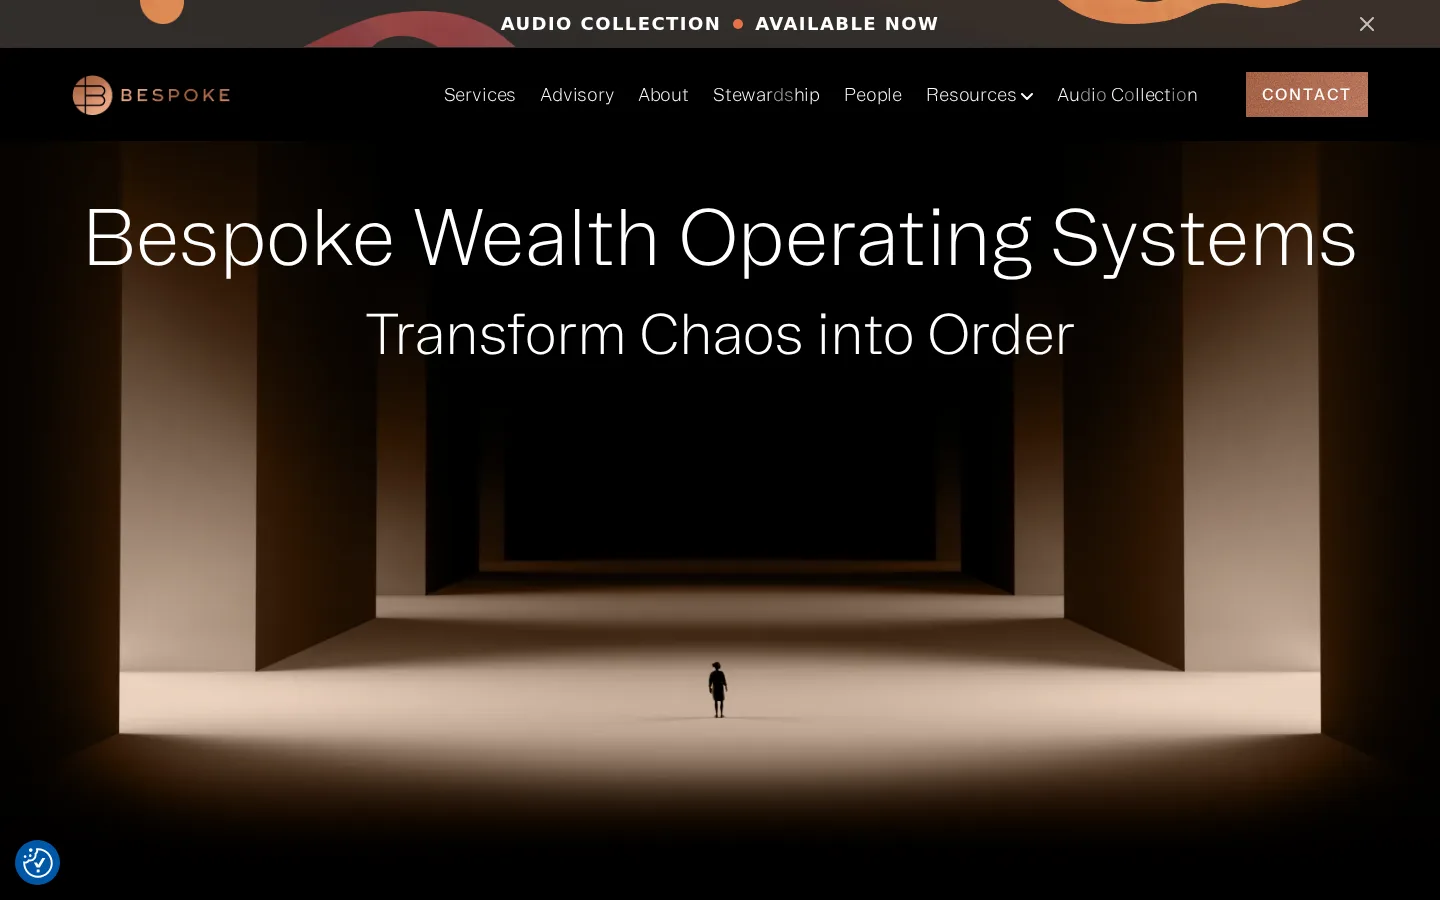 AUDIO COLLECTION ● AVAILABLE NOW
BESPOKE
Services Advisory About Stewardship People Resources Audio Collection
CONTACT
Bespoke Wealth Operating Systems
Transform Chaos into Order